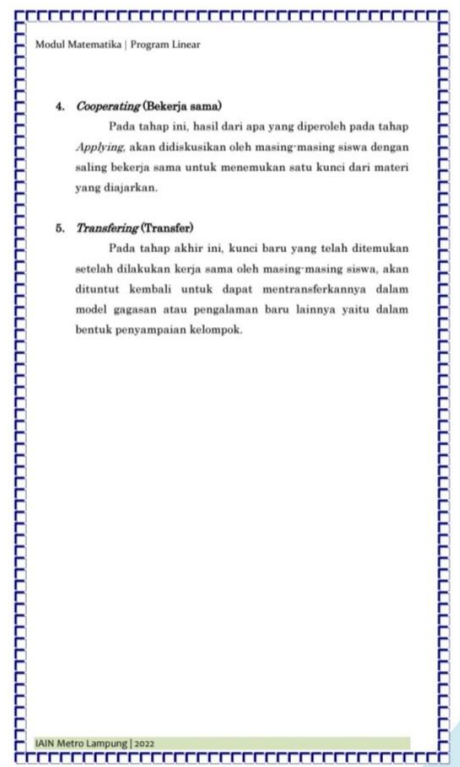 Modul Matematika | Program Linear
4. Cooperating (Bekerja sama)
Pada tahap ini, hasil dari apa yang diperoleh pada tahap
Applying, akan didiskusikan oleh masing-masing siswa dengan
saling bekerja sama untuk menemukan satu kunci dari materi
yang diajarkan.
5. Transfering (Transfer)
Pada tahap akhir ini, kunci baru yang telah ditemukan
setelah dilakukan kerja sama oleh masing-masing siswa, akan
dituntut kembali untuk dapat mentransferkannya dalam
model gagasan atau pengalaman baru lainnya yaitu dalam
bentuk penyampaian kelompok.
IAIN Metro Lampung | 2022